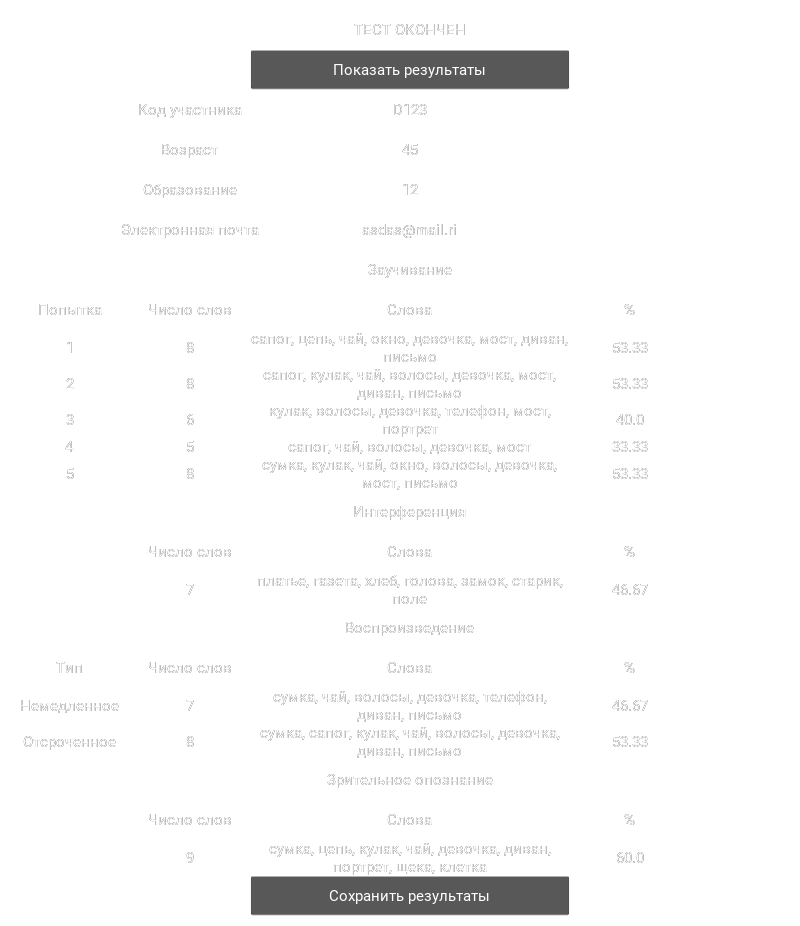 ТЕСТ ОКОНЧЕН
Показать результаты
Код участника D123
Возраст 45
Образование 12
Электронная почта asdas@mail.ri
Заучивание
Попытка Число слов Слова %
1 8 сапог, цепь, чай, окно, девочка, мост, диван, 53.33
письмо
2 8 сапог, кулак, чай, волосы, девочка, мост, 53.33
диван, письмо
3 6 кулак, волосы, девочка, телефон, мост, 40.0
портрет
4 5 сапог, чай, волосы, девочка, мост 33.33
5 8 сумка, кулак, чай, окно, волосы, девочка, 53.33
мост, письмо
Интерференция
Число слов Слова %
7 платье, газета, хлеб, голова, замок, старик, 46.67
поле
Воспроизведение
Тип Число слов Слова %
Немедленное 7 сумка, чай, волосы, девочка, телефон, 46.67
диван, письмо
Отсроченное 8 сумка, сапог, кулак, чай, волосы, девочка, 53.33
диван, письмо
Зрительное опознание
Число слов Слова %
9 сумка, цепь, кулак, чай, девочка, диван, 60.0
портрет, щека, клетка
Сохранить результаты